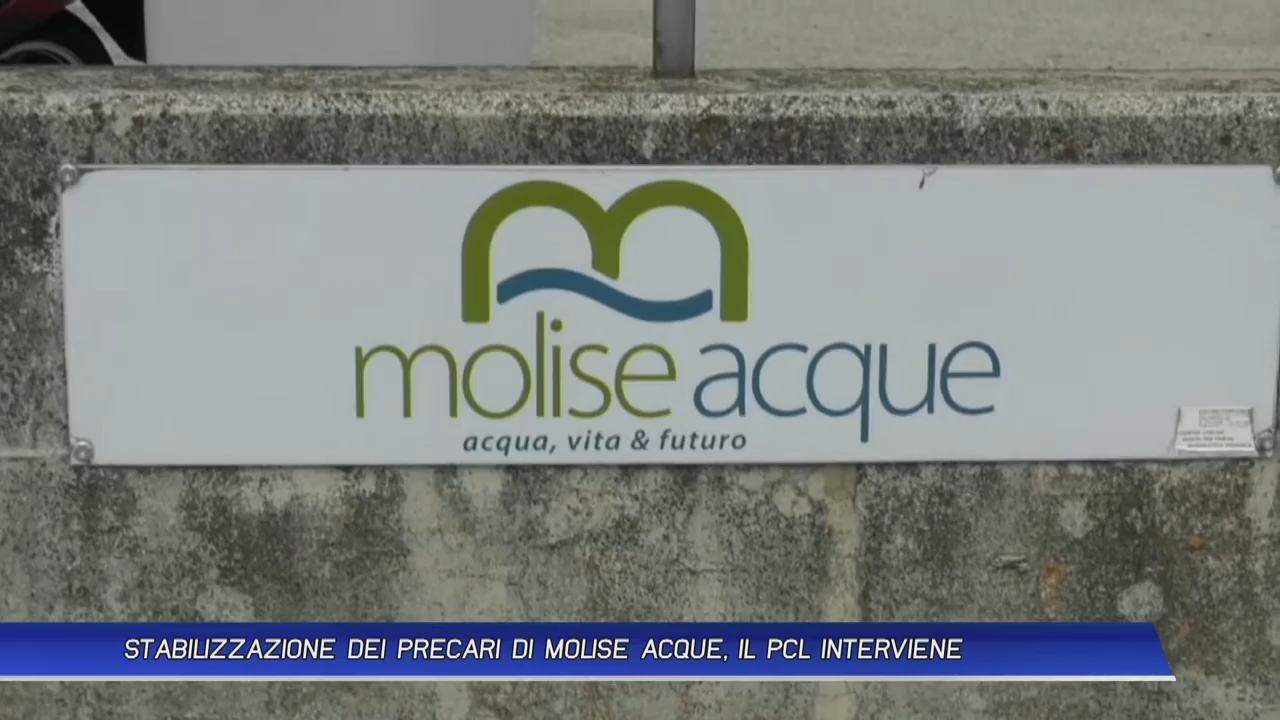 molise acque
acqua, vita & futuro
STABILIZZAZIONE DEI PRECARI DI MOLISE ACQUE, IL PCL INTERVIENE